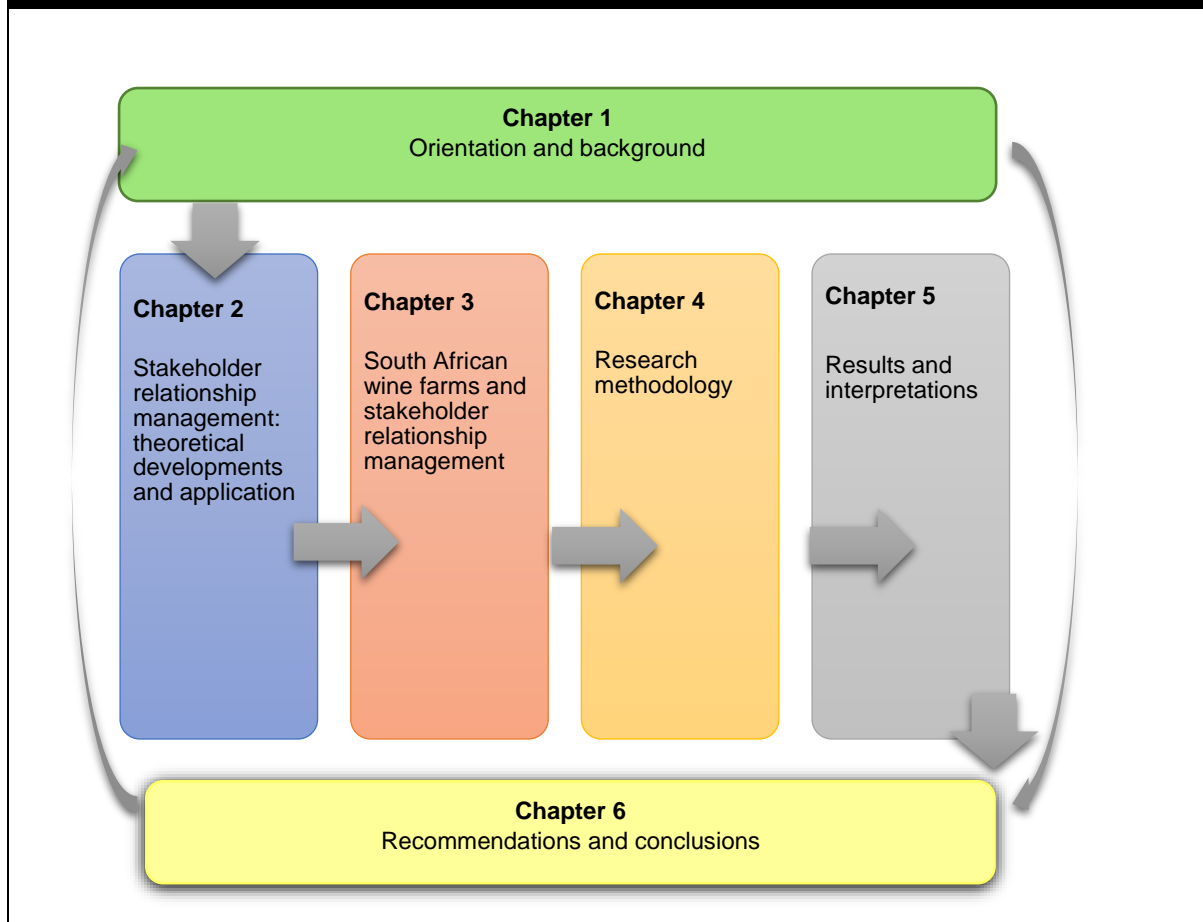 Chapter 1
Orientation and background
Chapter 2
Stakeholder
relationship
management:
theoretical
developments
and application
Chapter 3
South African
wine farms and
stakeholder
relationship
management
Chapter 4
Research
methodology
Chapter 5
Results and
interpretations
Chapter 6
Recommendations and conclusions